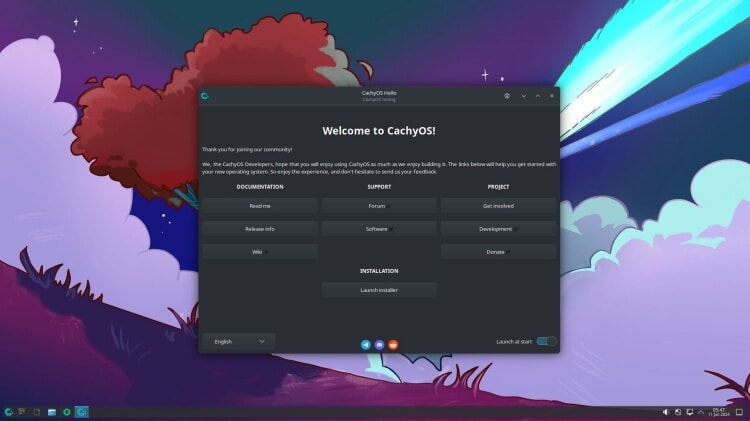 CachyOS Hello
CachyOS rolling
Welcome to CachyOS!
Thank you for joining our community!
We, the CachyOS Developers, hope that you will enjoy using CachyOS as much as we enjoy building it. The links below will help you get started with
your new operating system. So enjoy the experience, and don't hesitate to send us your feedback.
DOCUMENTATION SUPPORT PROJECT
Read me Forum Get involved
Release info Software Development
Wiki Donate
INSTALLATION
Launch installer
English Launch at start
05:47
11 Jul 2024